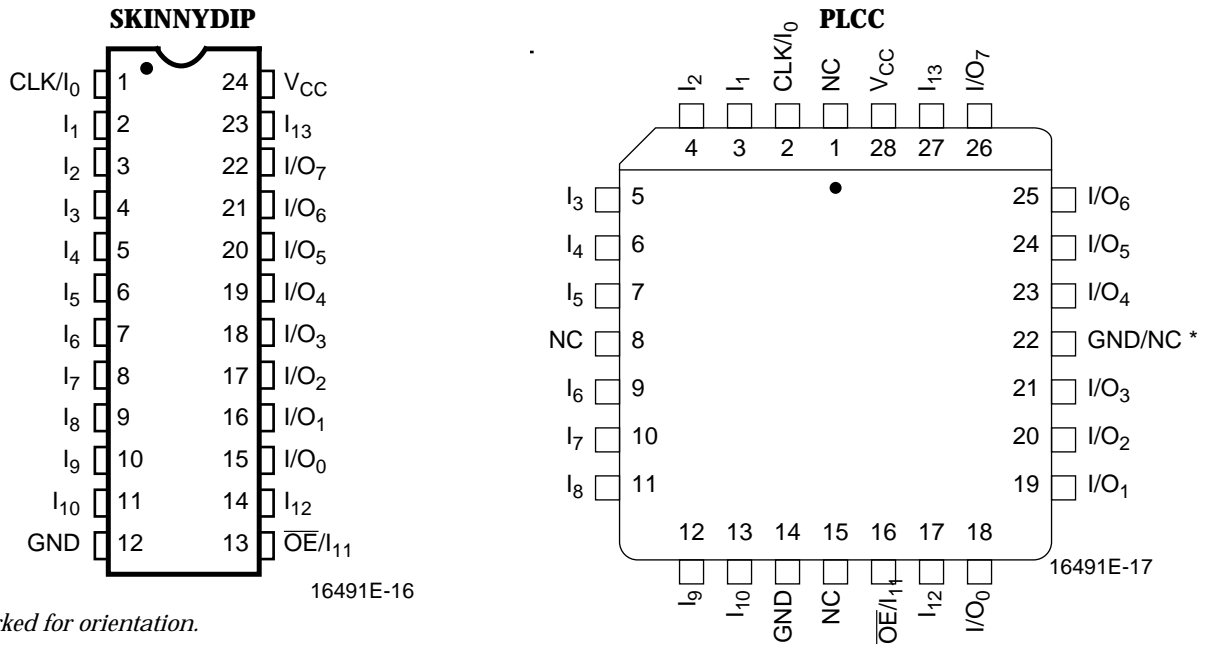 SKINNYDIP
CLK/I0 1 24 VCC
I1 2 23 I13
I2 3 22 I/O7
I3 4 21 I/O6
I4 5 20 I/O5
I5 6 19 I/O4
I6 7 18 I/O3
I7 8 17 I/O2
I8 9 16 I/O1
I9 10 15 I/O0
I10 11 14 I12
GND 12 13 OE/I11
16491E-16
rked for orientation.
PLCC
I2 I1 CLK/I0 NC VCC I13 I/O7
4 3 2 1 28 27 26
I3 5 25 I/O6
I4 6 24 I/O5
I5 7 23 I/O4
NC 8 22 GND/NC *
I6 9 21 I/O3
I7 10 20 I/O2
I8 11 19 I/O1
12 13 14 15 16 17 18
I9 I10 GND NC OE/I11 I12 I/O0
16491E-17